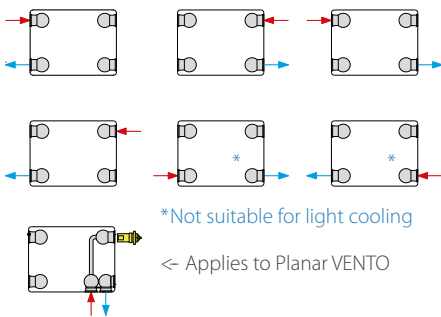 *
*
*Not suitable for light cooling
<- Applies to Planar VENTO